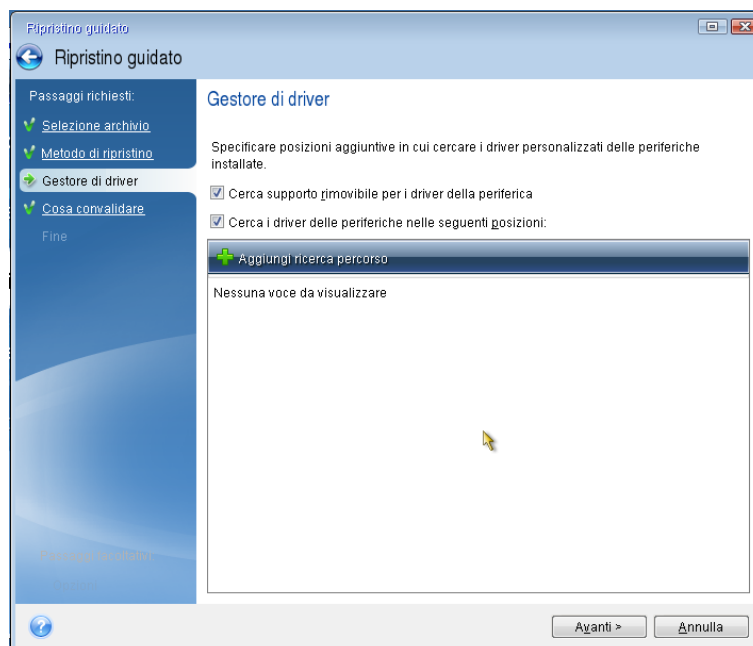 Ripristino guidato
Ripristino guidato
Passaggi richiesti:
Selezione archivio
Metodo di ripristino
Gestore di driver
Cosa convalidare
Fine
Gestore di driver
Specificare posizioni aggiuntive in cui cercare i driver personalizzati delle periferiche
installate.
Cerca supporto rimovibile per i driver della periferica
Cerca i driver delle periferiche nelle seguenti posizioni:
Aggiungi ricerca percorso
Nessuna voce da visualizzare
Avanti >
Annulla